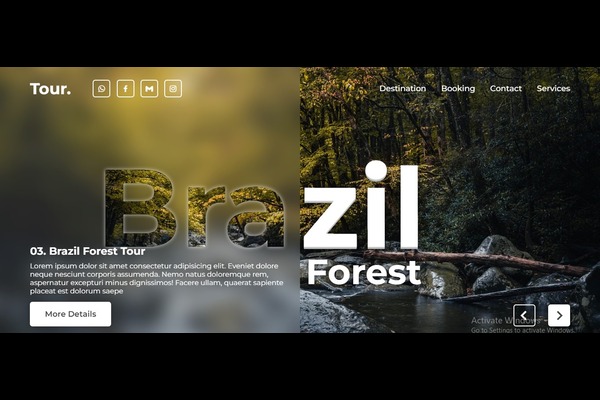 Tour.
Destination Booking Contact Services
Brazil
Forest
03. Brazil Forest Tour
Lorem ipsum dolor sit amet consectetur adipisicing elit. Eveniet dolore
neque nesciunt corporis assumenda. Nemo natus doloremque rem,
aspernatur excepturi minus dignissimos! Facere ullam, quaerat sapiente
placeat est dolorum saepe
More Details
Activate Windows
Go to Settings to activate Windows.